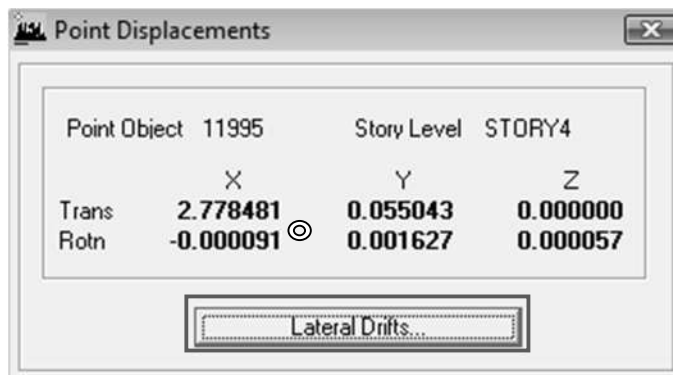 Point Displacements
Point Object 11995 Story Level STORY4
X Y Z
Trans 2.778481 0.055043 0.000000
Rotn -0.000091 0.001627 0.000057
Lateral Drifts...